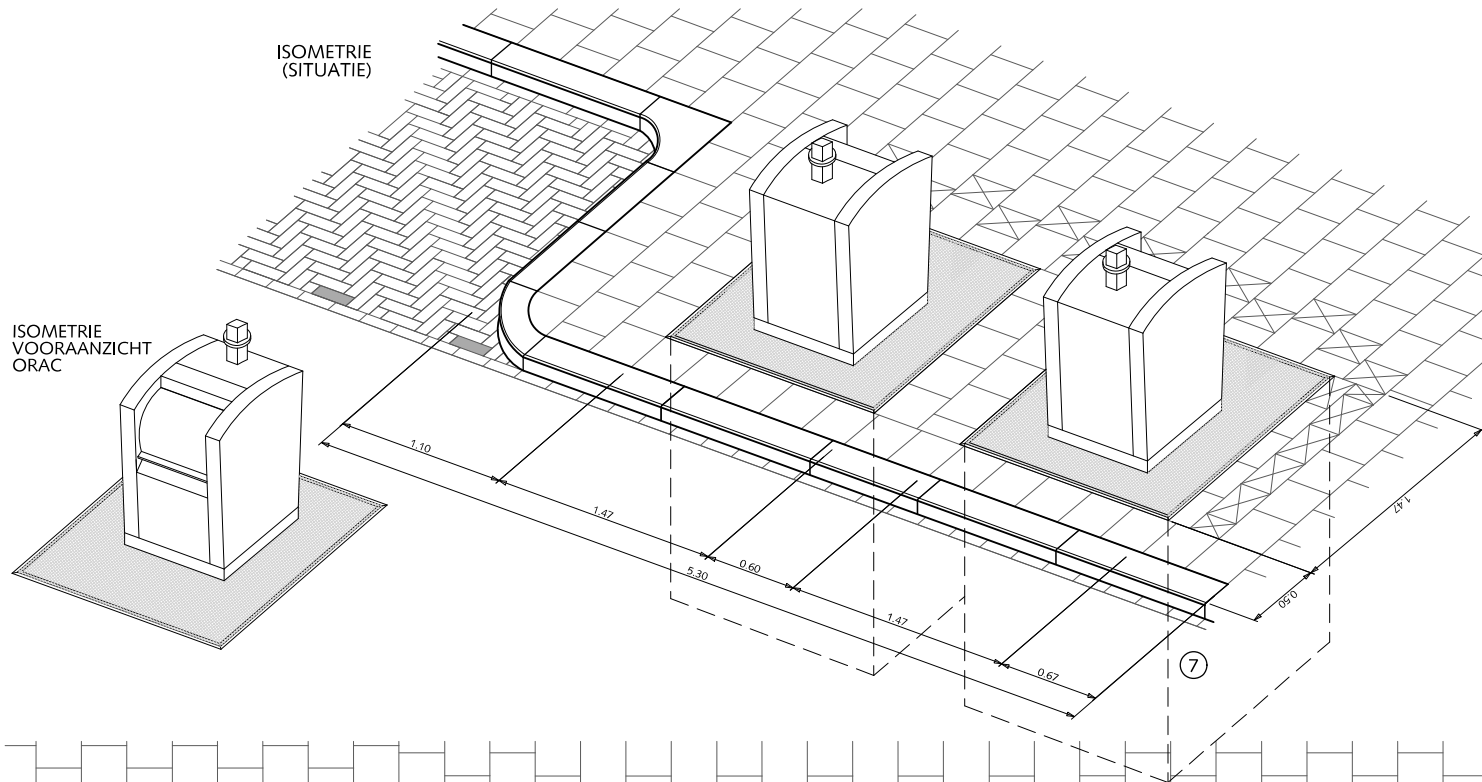 ISOMETRIE
(SITUATIE)
ISOMETRIE
VOORAANZICHT
ORAC
1.10
1.47
0.60
5.30
1.47
0.67
1.47
0.50
7